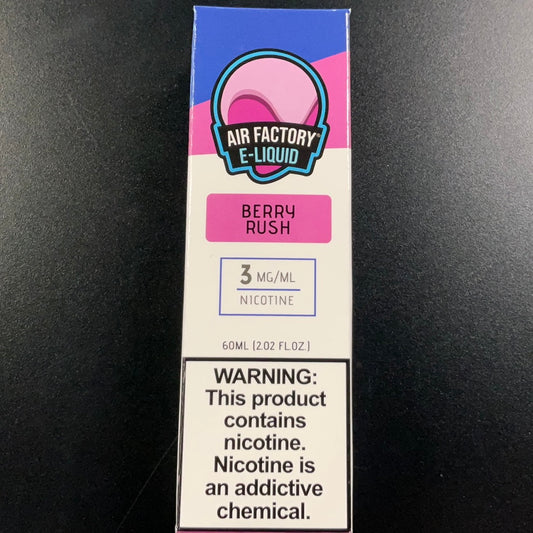 AIR FACTORY®
E-LIQUID
BERRY
RUSH
3 MG/ML
NICOTINE
60ML (2.02 FL.OZ.)
WARNING:
This product
contains
nicotine.
Nicotine is
an addictive
chemical.